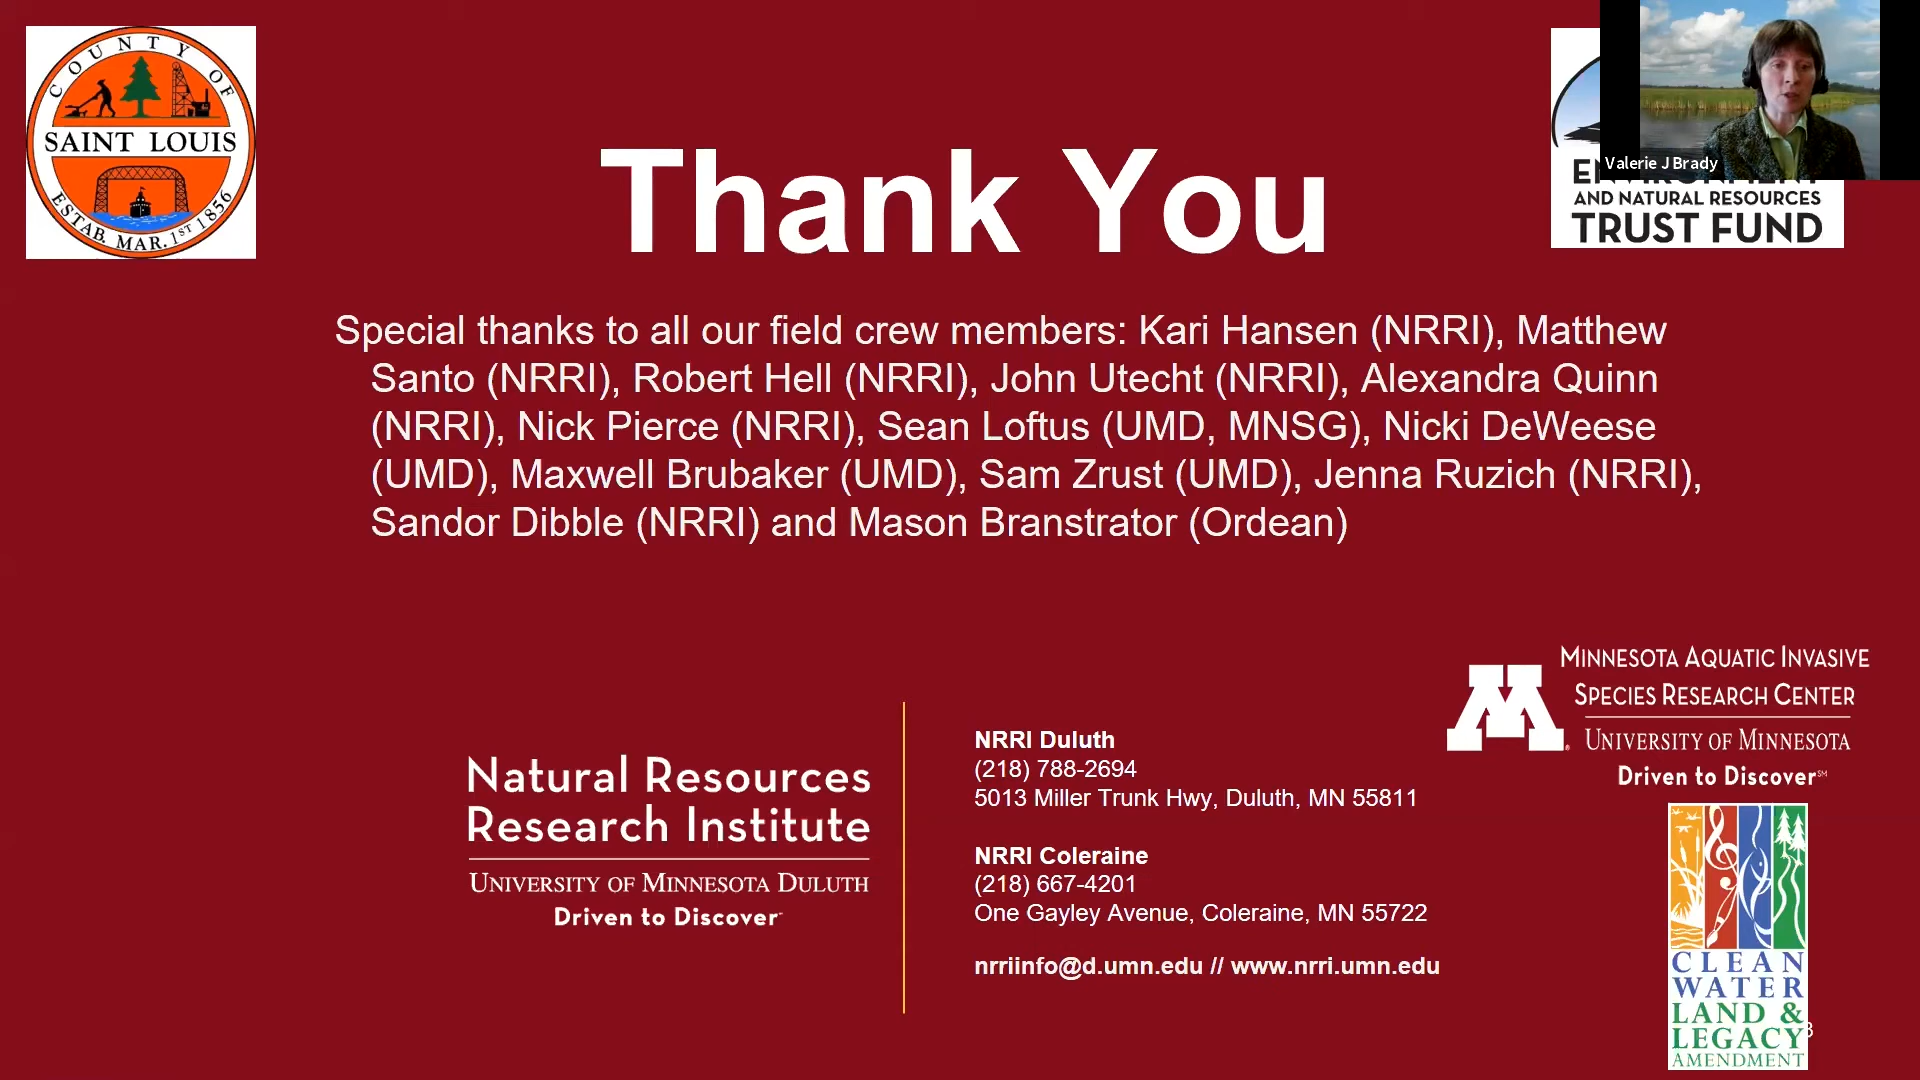 COUNTY OF
SAINT LOUIS
ESTAB. MAR. 1ST 1856
Valerie J Brady
ENVIRONMENT
AND NATURAL RESOURCES
TRUST FUND
Thank You
Special thanks to all our field crew members: Kari Hansen (NRRI), Matthew
Santo (NRRI), Robert Hell (NRRI), John Utecht (NRRI), Alexandra Quinn
(NRRI), Nick Pierce (NRRI), Sean Loftus (UMD, MNSG), Nicki DeWeese
(UMD), Maxwell Brubaker (UMD), Sam Zrust (UMD), Jenna Ruzich (NRRI),
Sandor Dibble (NRRI) and Mason Branstrator (Ordean)
Natural Resources
Research Institute
UNIVERSITY OF MINNESOTA DULUTH
Driven to Discover
NRRI Duluth
(218) 788-2694
5013 Miller Trunk Hwy, Duluth, MN 55811
NRRI Coleraine
(218) 667-4201
One Gayley Avenue, Coleraine, MN 55722
nrriinfo@d.umn.edu // www.nrri.umn.edu
M
MINNESOTA AQUATIC INVASIVE
SPECIES RESEARCH CENTER
UNIVERSITY OF MINNESOTA
Driven to Discover℠
CLEAN
WATER
LAND &
LEGACY
AMENDMENT